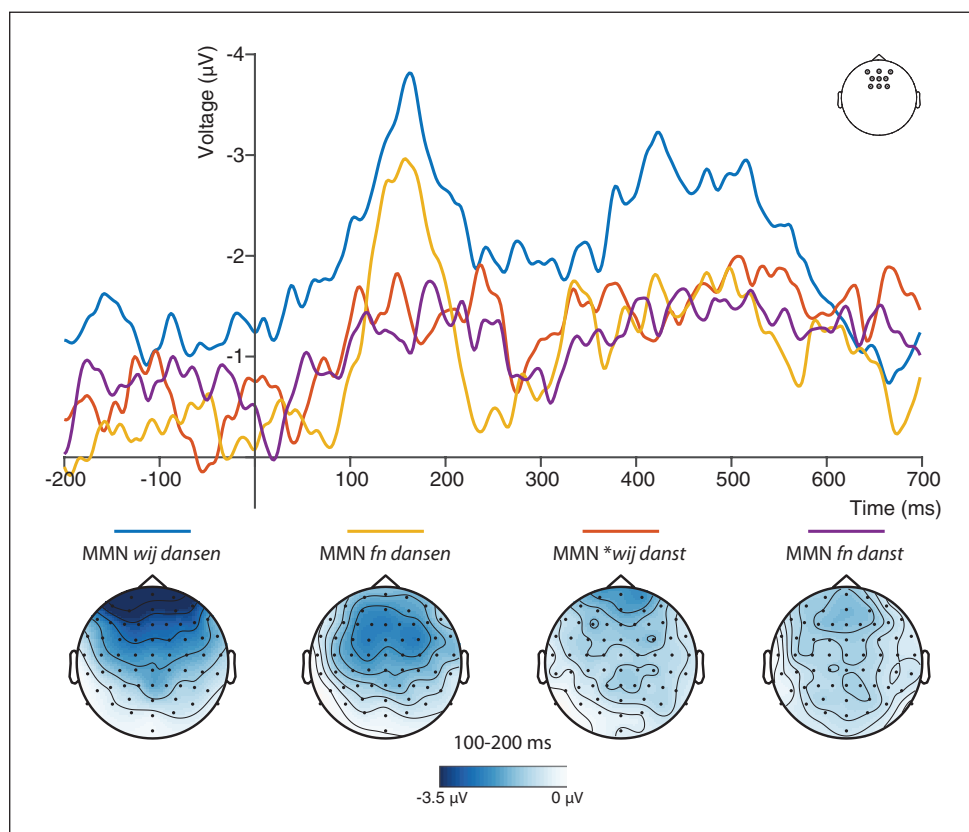 Voltage (µV)
-4
-3
-2
-1
-200 -100 100 200 300 400 500 600 700
Time (ms)
MMN wij dansen MMN fn dansen MMN *wij danst MMN fn danst
100-200 ms
-3.5 µV 0 µV